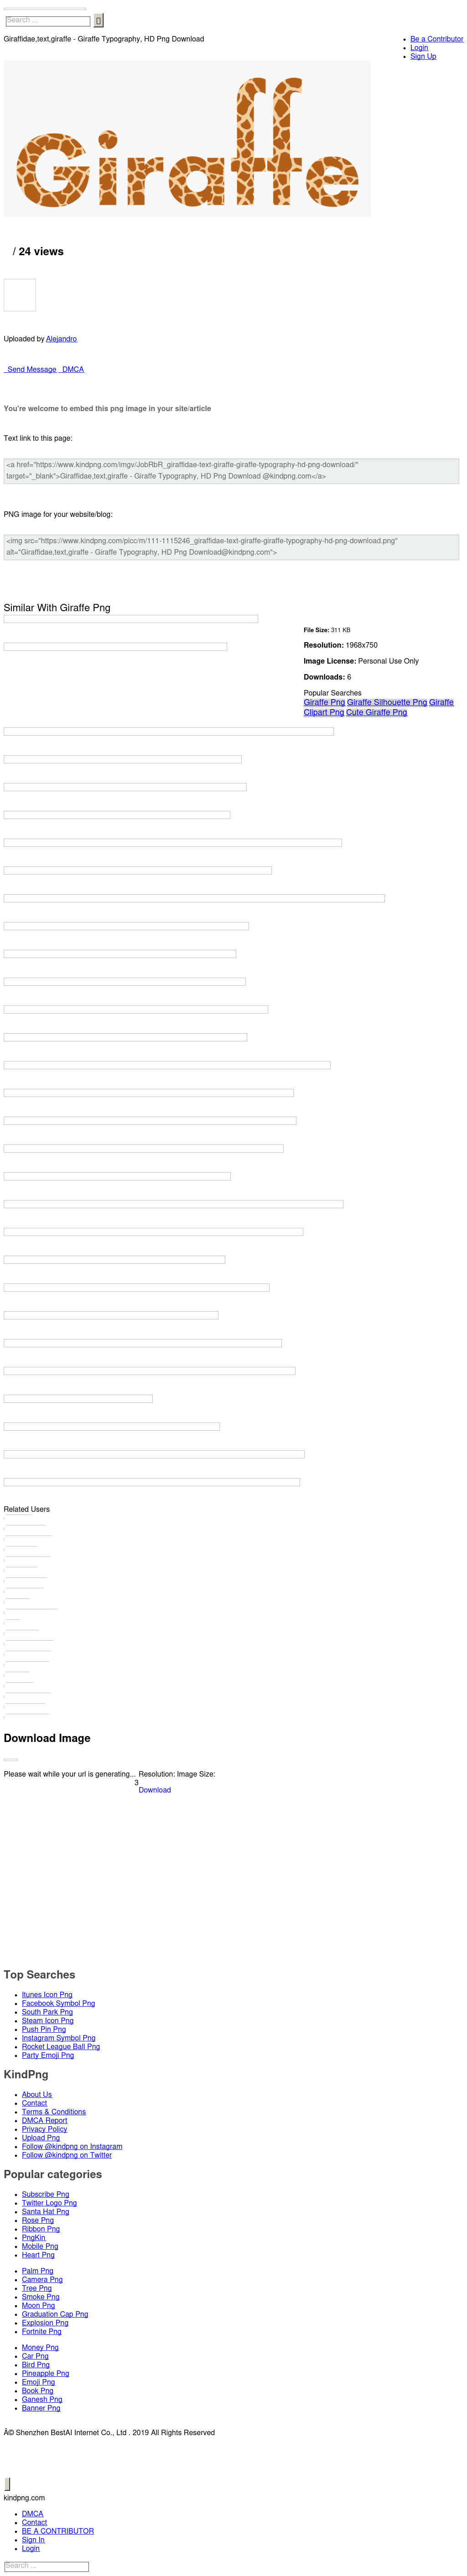 Search ...
Be a Contributor
Login
Sign Up
Giraffidae,text,giraffe - Giraffe Typography, HD Png Download
Giraffe
/ 24 views
Uploaded by Alejandro
Send Message DMCA
You're welcome to embed this png image in your site/article
Text link to this page:
<a href="https://www.kindpng.com/imgv/JobRbR_giraffidae-text-giraffe-giraffe-typography-hd-png-download/"
target="_blank">Giraffidae,text,giraffe - Giraffe Typography, HD Png Download @kindpng.com</a>
PNG image for your website/blog:
<img src="https://www.kindpng.com/picc/m/111-1115246_giraffidae-text-giraffe-giraffe-typography-hd-png-download.png"
alt="Giraffidae,text,giraffe - Giraffe Typography, HD Png Download@kindpng.com">
Similar With Giraffe Png
File Size: 311 KB
Resolution: 1968x750
Image License: Personal Use Only
Downloads: 6
Popular Searches
Giraffe Png Giraffe Silhouette Png Giraffe
Clipart Png Cute Giraffe Png
Related Users
Download Image
Please wait while your url is generating...
3
Resolution: Image Size:
Download
Top Searches
Itunes Icon Png
Facebook Symbol Png
South Park Png
Steam Icon Png
Push Pin Png
Instagram Symbol Png
Rocket League Ball Png
Party Emoji Png
KindPng
About Us
Contact
Terms & Conditions
DMCA Report
Privacy Policy
Upload Png
Follow @kindpng on Instagram
Follow @kindpng on Twitter
Popular categories
Subscribe Png
Twitter Logo Png
Santa Hat Png
Rose Png
Ribbon Png
PngKin
Mobile Png
Heart Png
Palm Png
Camera Png
Tree Png
Smoke Png
Moon Png
Graduation Cap Png
Explosion Png
Fortnite Png
Money Png
Car Png
Bird Png
Pineapple Png
Emoji Png
Book Png
Ganesh Png
Banner Png
Â© Shenzhen BestAI Internet Co., Ltd . 2019 All Rights Reserved
kindpng.com
DMCA
Contact
BE A CONTRIBUTOR
Sign In
Login
Search ...